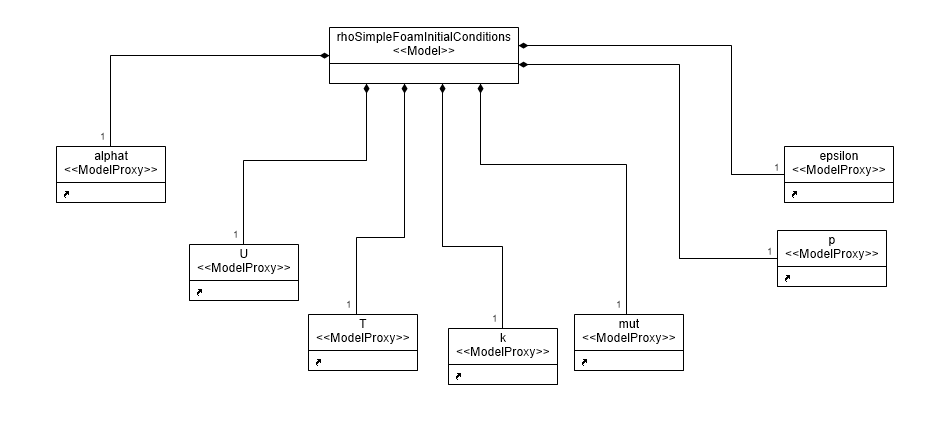 rhoSimpleFoamInitialConditions
<<Model>>
1
alphat
<<ModelProxy>>
1
epsilon
<<ModelProxy>>
1
U
<<ModelProxy>>
1
p
<<ModelProxy>>
1
T
<<ModelProxy>>
1
k
<<ModelProxy>>
1
mut
<<ModelProxy>>